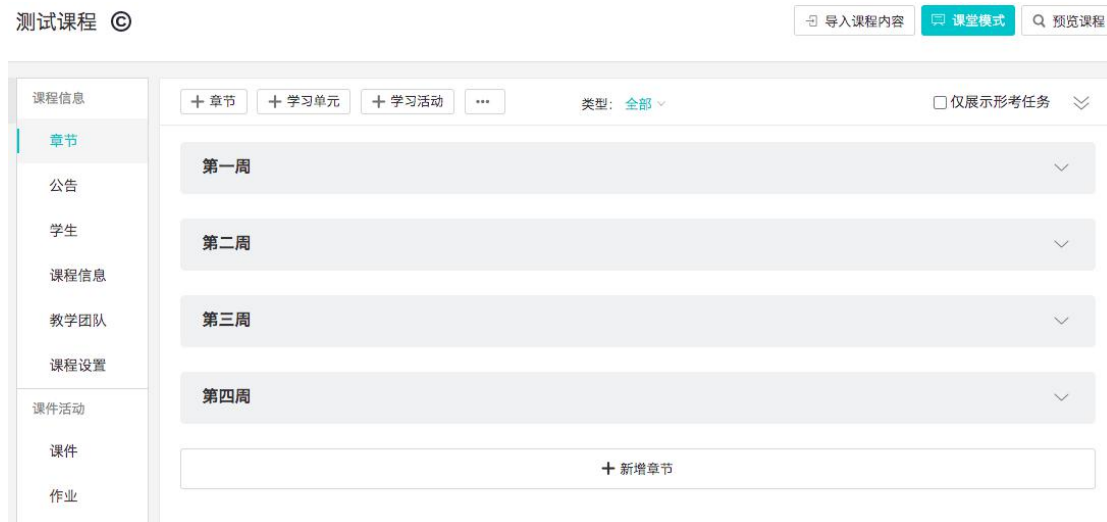 测试课程 ©
导入课程内容 课堂模式 预览课程
课程信息
章节
公告
学生
课程信息
教学团队
课程设置
课件活动
课件
作业
+ 章节 + 学习单元 + 学习活动 ··· 类型: 全部 仅展示形考任务
第一周
第二周
第三周
第四周
+ 新增章节